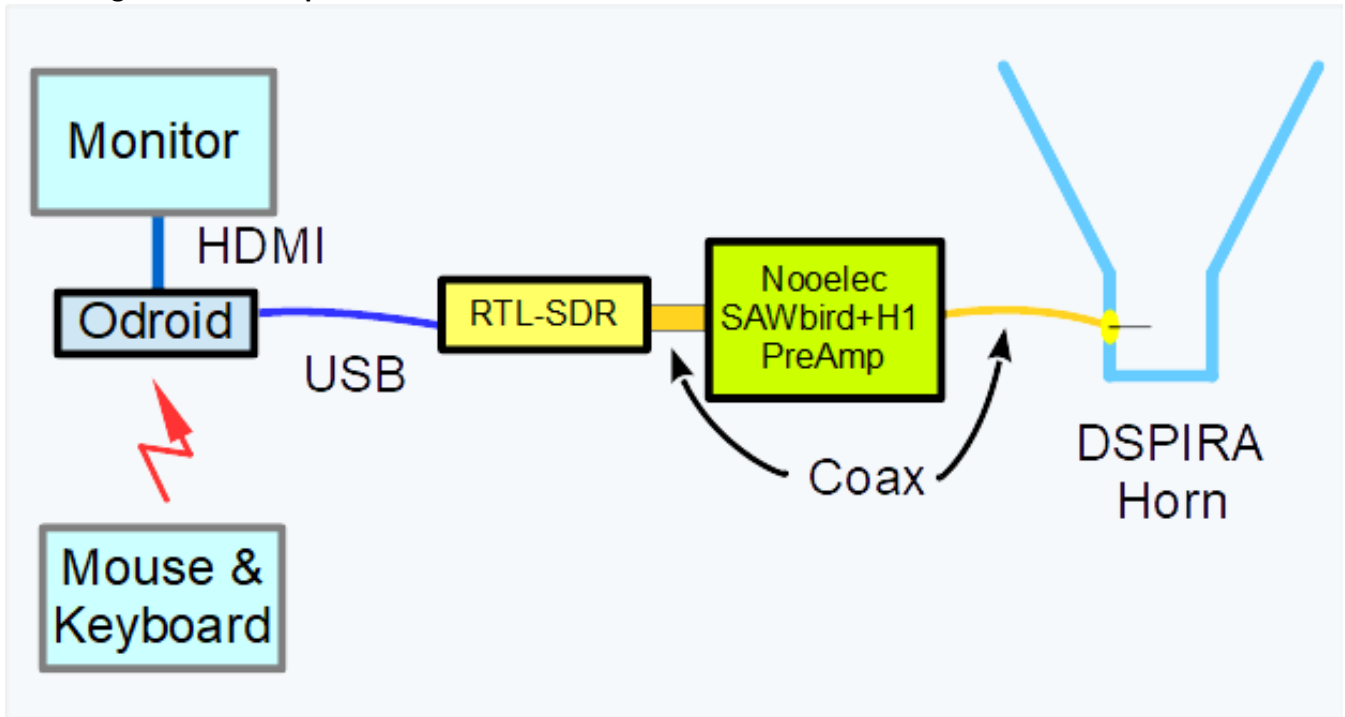 Monitor
HDMI
Odroid
USB
RTL-SDR
Nooelec
SAWbird+H1
PreAmp
Coax
DSPIRA
Horn
Mouse &
Keyboard